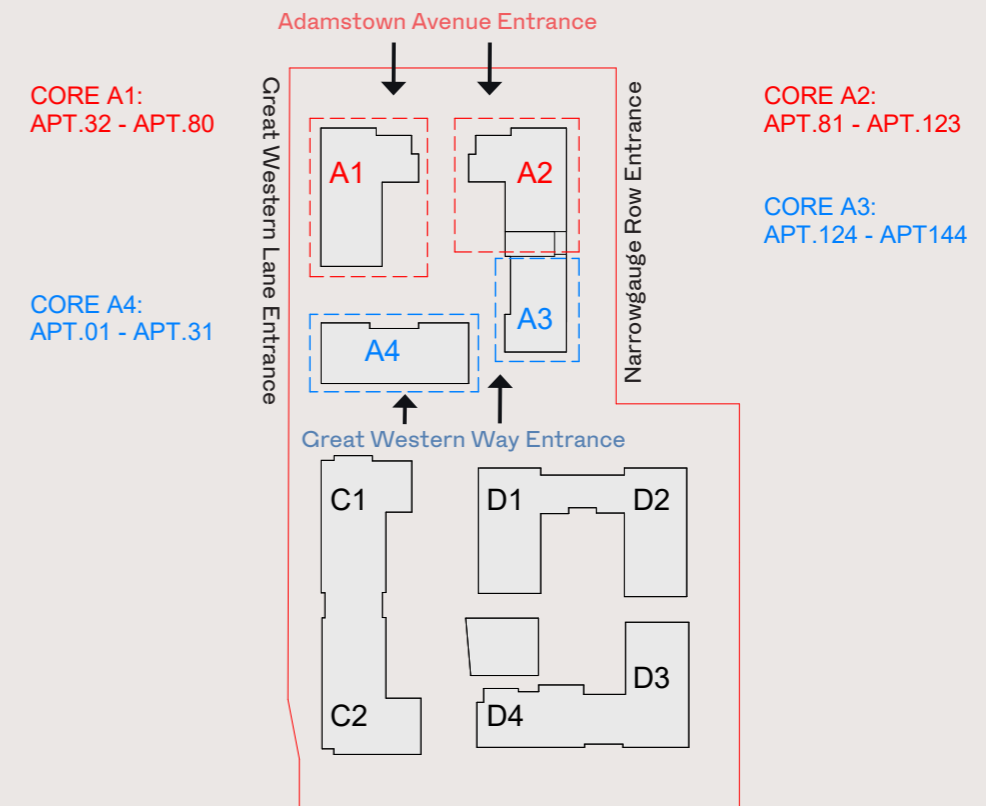 Adamstown Avenue Entrance
CORE A1:
APT.32 - APT.80
CORE A2:
APT.81 - APT.123
Great Western Lane Entrance
Narrowgauge Row Entrance
A1
A2
CORE A3:
APT.124 - APT144
CORE A4:
APT.01 - APT.31
A3
A4
Great Western Way Entrance
C1
D1
D2
D3
C2
D4